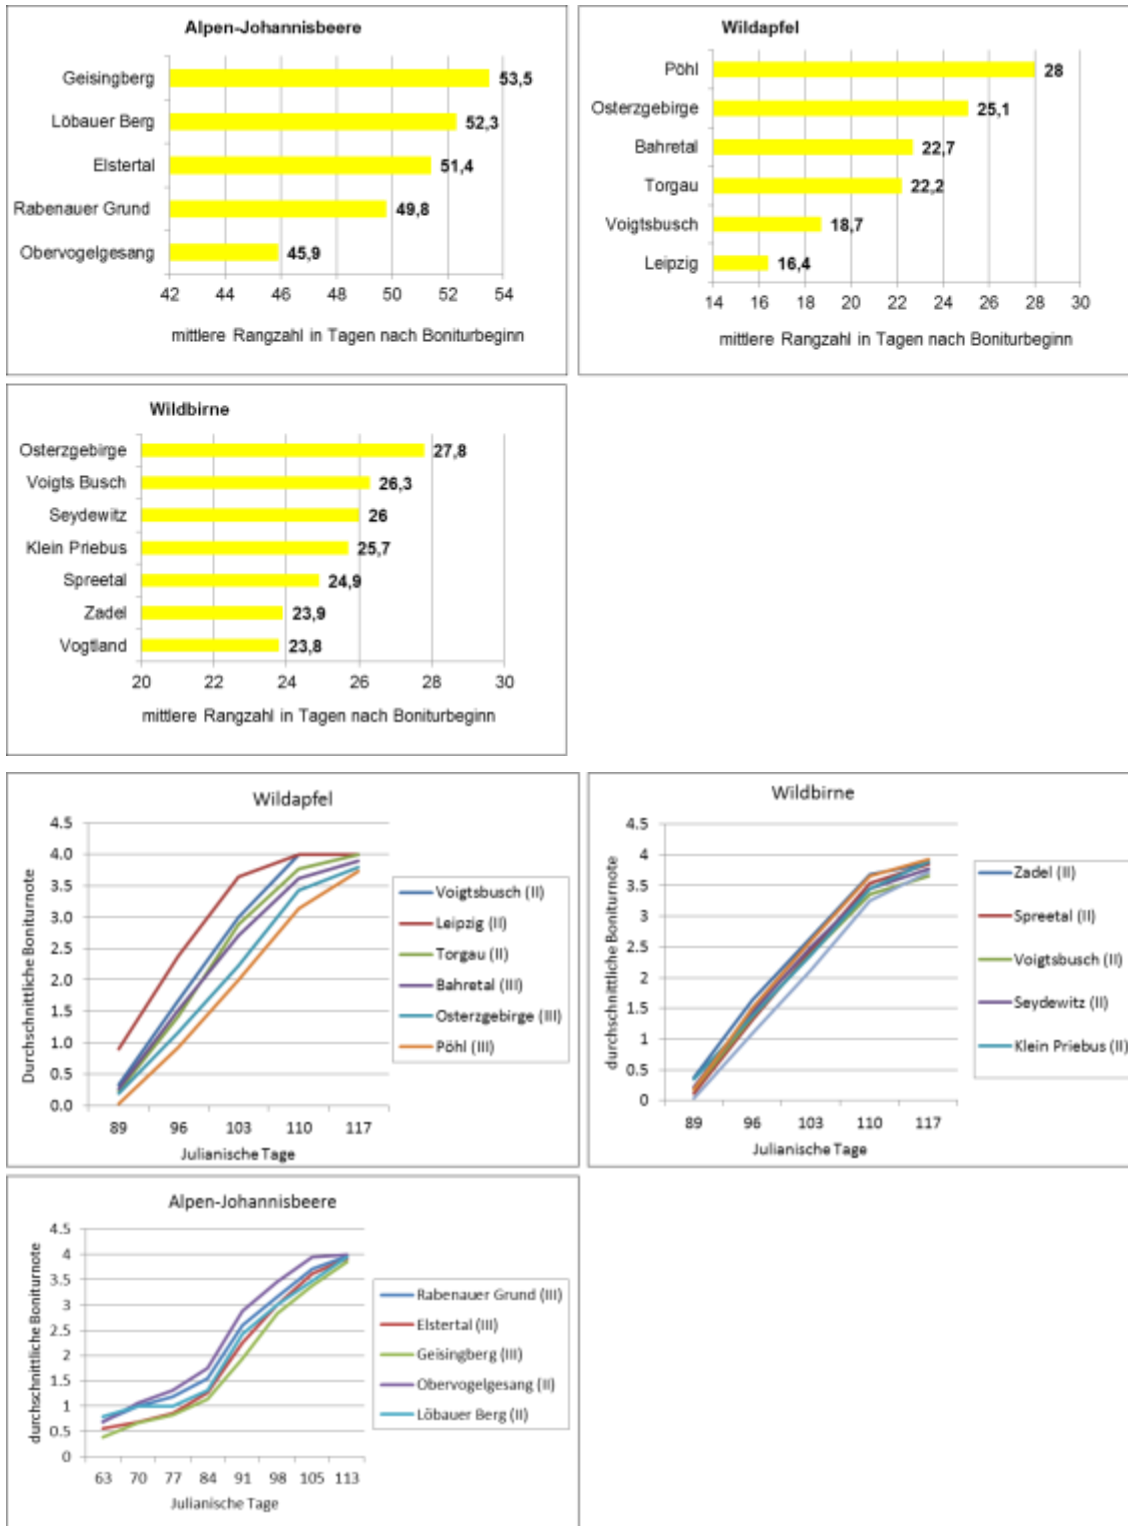 Alpen-Johannisbeere
Geisingberg 53,5
Löbauer Berg 52,3
Elstertal 51,4
Rabenauer Grund 49,8
Obervogelgesang 45,9
42 44 46 48 50 52 54
mittlere Rangzahl in Tagen nach Boniturbeginn
Wildapfel
Pöhl 28
Osterzgebirge 25,1
Bahretal 22,7
Torgau 22,2
Voigtsbusch 18,7
Leipzig 16,4
14 16 18 20 22 24 26 28 30
mittlere Rangzahl in Tagen nach Boniturbeginn
Wildbirne
Osterzgebirge 27,8
Voigts Busch 26,3
Seydewitz 26
Klein Priebus 25,7
Spreetal 24,9
Zadel 23,9
Vogtland 23,8
20 22 24 26 28 30
mittlere Rangzahl in Tagen nach Boniturbeginn
Wildapfel
Durchschnittliche Boniturnote
4.5
4.0
3.5
3.0
2.5
2.0
1.5
1.0
0.5
0.0
89 96 103 110 117
Julianische Tage
Voigtsbusch (II)
Leipzig (II)
Torgau (II)
Bahretal (III)
Osterzgebirge (III)
Pöhl (III)
Wildbirne
durchschnittliche Boniturnote
4.5
4
3.5
3
2.5
2
1.5
1
0.5
0
89 96 103 110 117
Julianische Tage
Zadel (II)
Spreetal (II)
Voigtsbusch (II)
Seydewitz (II)
Klein Priebus (II)
Alpen-Johannisbeere
durchschnittliche Boniturnote
4.5
4
3.5
3
2.5
2
1.5
1
0.5
0
63 70 77 84 91 98 105 113
Julianische Tage
Rabenauer Grund (III)
Elstertal (III)
Geisingberg (III)
Obervogelgesang (II)
Löbauer Berg (II)